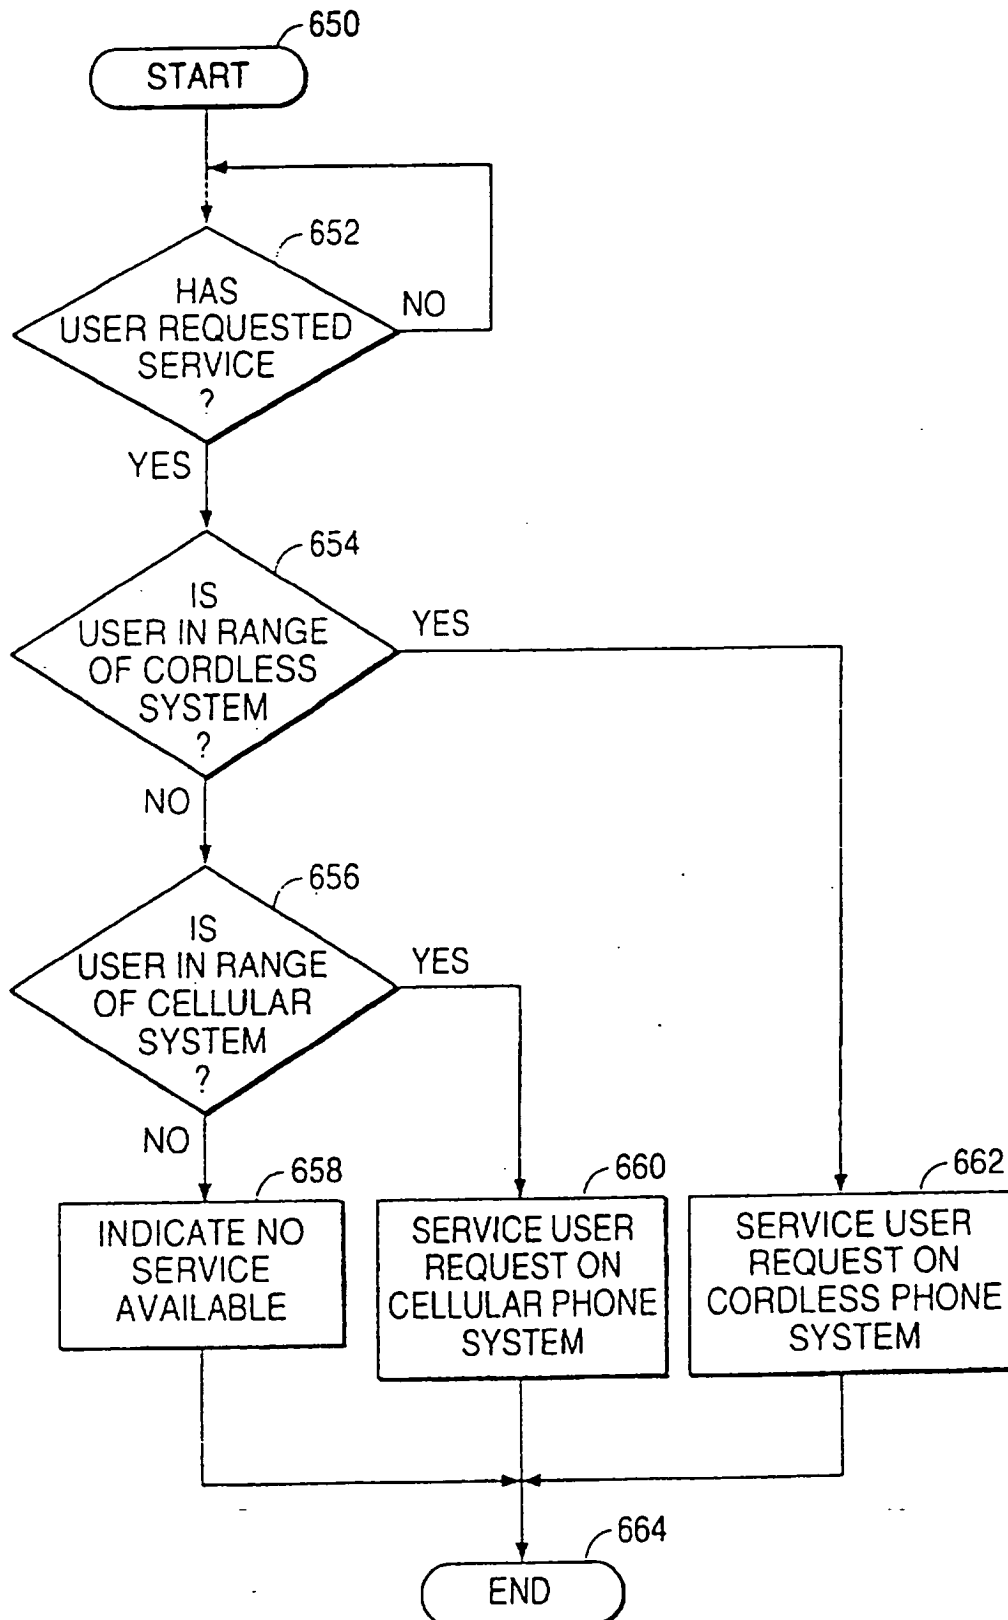 650
START
652
HAS
USER REQUESTED
SERVICE
?
NO
YES
654
IS
USER IN RANGE
OF CORDLESS
SYSTEM
?
YES
NO
656
IS
USER IN RANGE
OF CELLULAR
SYSTEM
?
YES
NO
658
INDICATE NO
SERVICE
AVAILABLE
660
SERVICE USER
REQUEST ON
CELLULAR PHONE
SYSTEM
662
SERVICE USER
REQUEST ON
CORDLESS PHONE
SYSTEM
664
END